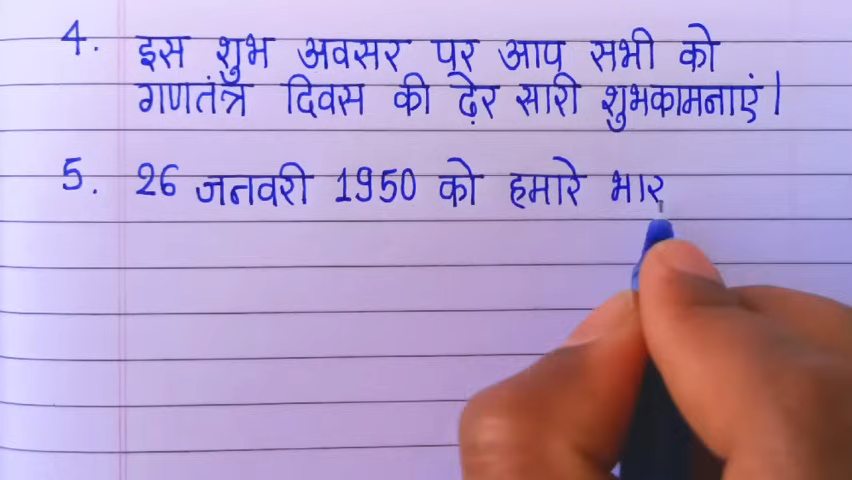 4. इस शुभ अवसर पर आप सभी को
गणतंत्र दिवस की ढ़ेर सारी शुभकामनाएं।
5. 26 जनवरी 1950 को हमारे भार